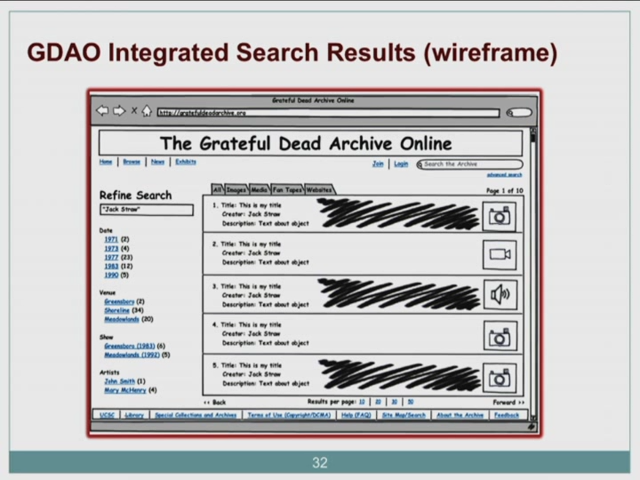 GDAO Integrated Search Results (wireframe)
Grateful Dead Archive Online
X http://gratefuldeadarchive.org
The Grateful Dead Archive Online
Home | Browse | News | Exhibits
Join | Login Search the Archive
advanced search
Refine Search
"Jack Straw"
Date
1971 (2)
1973 (4)
1977 (23)
1982 (12)
1990 (5)
Venue
Greensboro (2)
Shoreline (34)
Meadowlands (20)
Show
Greensboro (1983) (6)
Meadowlands (1992) (5)
Artists
John Smith (1)
Mary McHenry (4)
All Images Media Fan Tapes Websites
Page 1 of 10
1. Title: This is my title
Creator: Jack Straw
Description: Text about object
2. Title: This is my title
Creator: Jack Straw
Description: Text about object
3. Title: This is my title
Creator: Jack Straw
Description: Text about object
4. Title: This is my title
Creator: Jack Straw
Description: Text about object
5. Title: This is my title
Creator: Jack Straw
Description: Text about object
<< Back Results per page: Forward >>
UCSC | Library | Special Collections and Archives | Terms of Use (Copyright/DCMA) | Help (FAQ) | Site Map/Search | About the Archive | Feedback
32